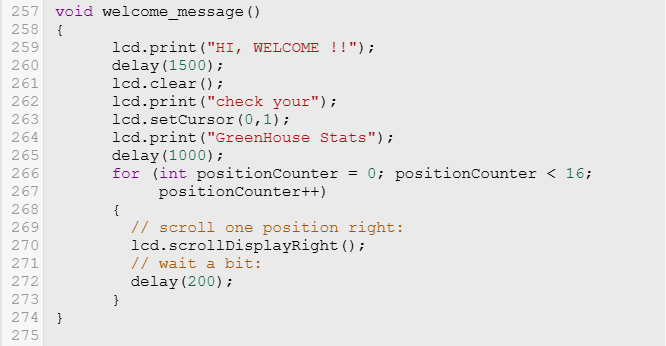 257 void welcome_message()
258 {
259 lcd.print("HI, WELCOME !!");
260 delay(1500);
261 lcd.clear();
262 lcd.print("check your");
263 lcd.setCursor(0,1);
264 lcd.print("GreenHouse Stats");
265 delay(1000);
266 for (int positionCounter = 0; positionCounter < 16;
267 positionCounter++)
268 {
269 // scroll one position right:
270 lcd.scrollDisplayRight();
271 // wait a bit:
272 delay(200);
273 }
274 }
275